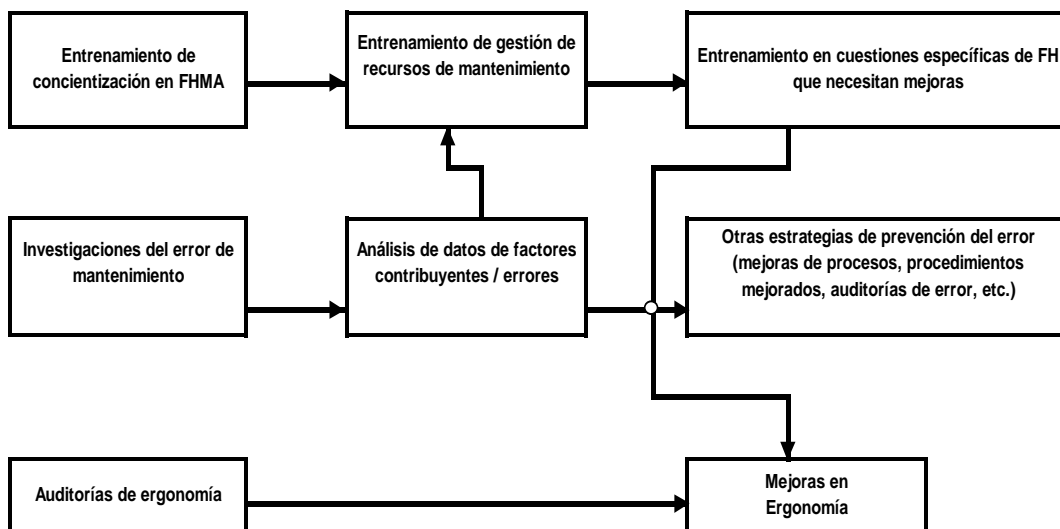 Entrenamiento de
concientización en FHMA
Entrenamiento de gestión de
recursos de mantenimiento
Entrenamiento en cuestiones específicas de FH
que necesitan mejoras
Investigaciones del error de
mantenimiento
Análisis de datos de factores
contribuyentes / errores
Otras estrategias de prevención del error
(mejoras de procesos, procedimientos
mejorados, auditorías de error, etc.)
Auditorías de ergonomía
Mejoras en
Ergonomía